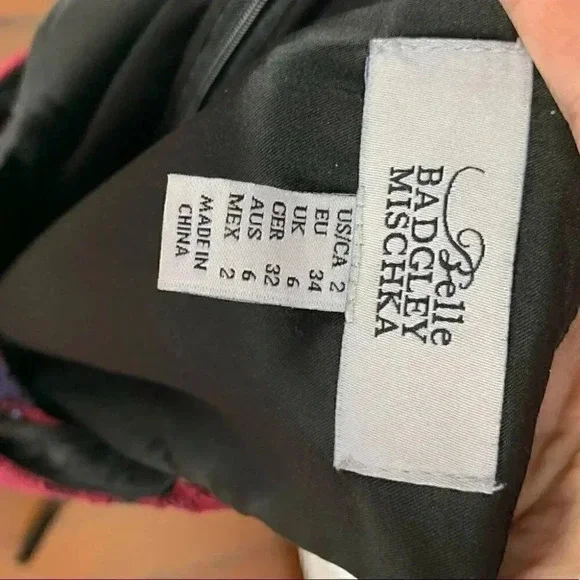 Belle
BADGLEY
MISCHKA
US/CA 2
EU 34
UK 6
GER 32
AUS 6
MEX 2
MADE IN
CHINA